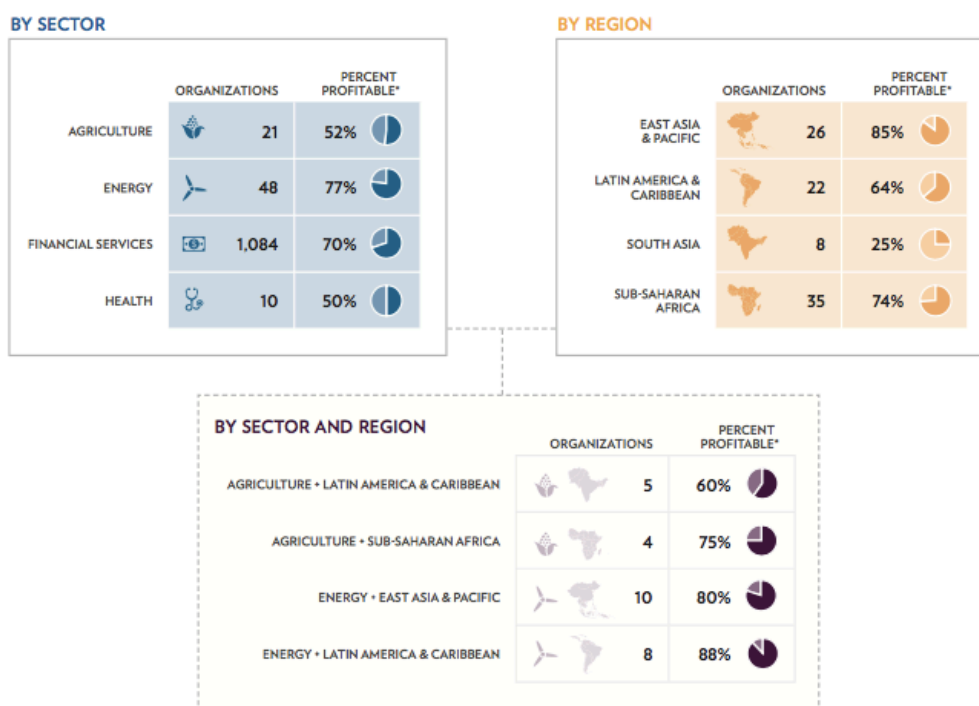 BY SECTOR
ORGANIZATIONS
PERCENT
PROFITABLE*
AGRICULTURE 21 52%
ENERGY 48 77%
FINANCIAL SERVICES $ 1,084 70%
HEALTH 10 50%
BY REGION
ORGANIZATIONS
PERCENT
PROFITABLE*
EAST ASIA
& PACIFIC 26 85%
LATIN AMERICA &
CARIBBEAN 22 64%
SOUTH ASIA 8 25%
SUB-SAHARAN
AFRICA 35 74%
BY SECTOR AND REGION
ORGANIZATIONS
PERCENT
PROFITABLE*
AGRICULTURE + LATIN AMERICA & CARIBBEAN 5 60%
AGRICULTURE + SUB-SAHARAN AFRICA 4 75%
ENERGY + EAST ASIA & PACIFIC 10 80%
ENERGY + LATIN AMERICA & CARIBBEAN 8 88%